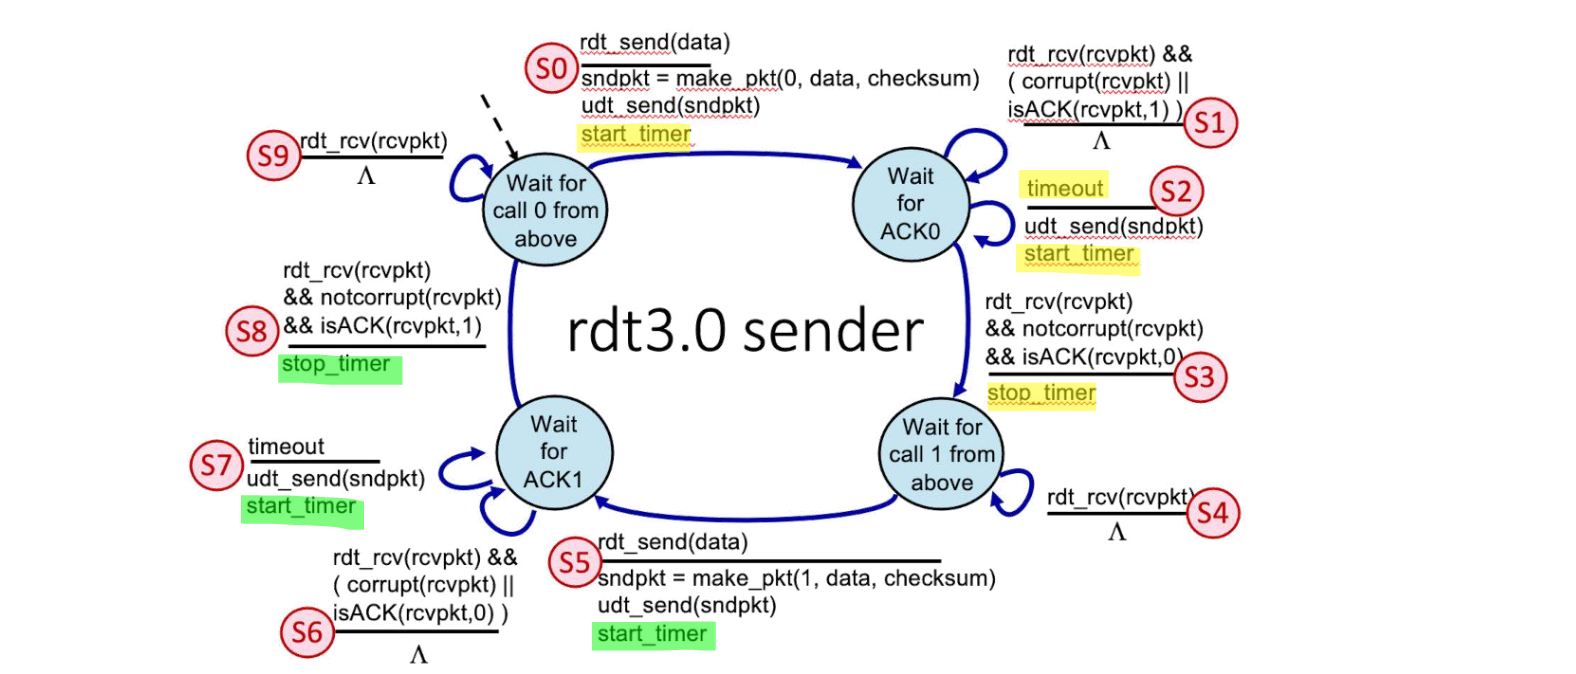 S0
rdt_send(data)
sndpkt = make_pkt(0, data, checksum)
udt_send(sndpkt)
start_timer
rdt_rcv(rcvpkt) &&
( corrupt(rcvpkt) ||
isACK(rcvpkt,1) )
S1
Λ
S9
rdt_rcv(rcvpkt)
Λ
Wait for
call 0 from
above
Wait
for
ACK0
timeout
S2
udt_send(sndpkt)
start_timer
rdt_rcv(rcvpkt)
&& notcorrupt(rcvpkt)
&& isACK(rcvpkt,1)
S8
stop_timer
rdt3.0 sender
rdt_rcv(rcvpkt)
&& notcorrupt(rcvpkt)
&& isACK(rcvpkt,0)
S3
stop_timer
Wait
for
ACK1
Wait for
call 1 from
above
S7
timeout
udt_send(sndpkt)
start_timer
rdt_rcv(rcvpkt)
S4
Λ
rdt_rcv(rcvpkt) &&
( corrupt(rcvpkt) ||
isACK(rcvpkt,0) )
S6
Λ
S5
rdt_send(data)
sndpkt = make_pkt(1, data, checksum)
udt_send(sndpkt)
start_timer